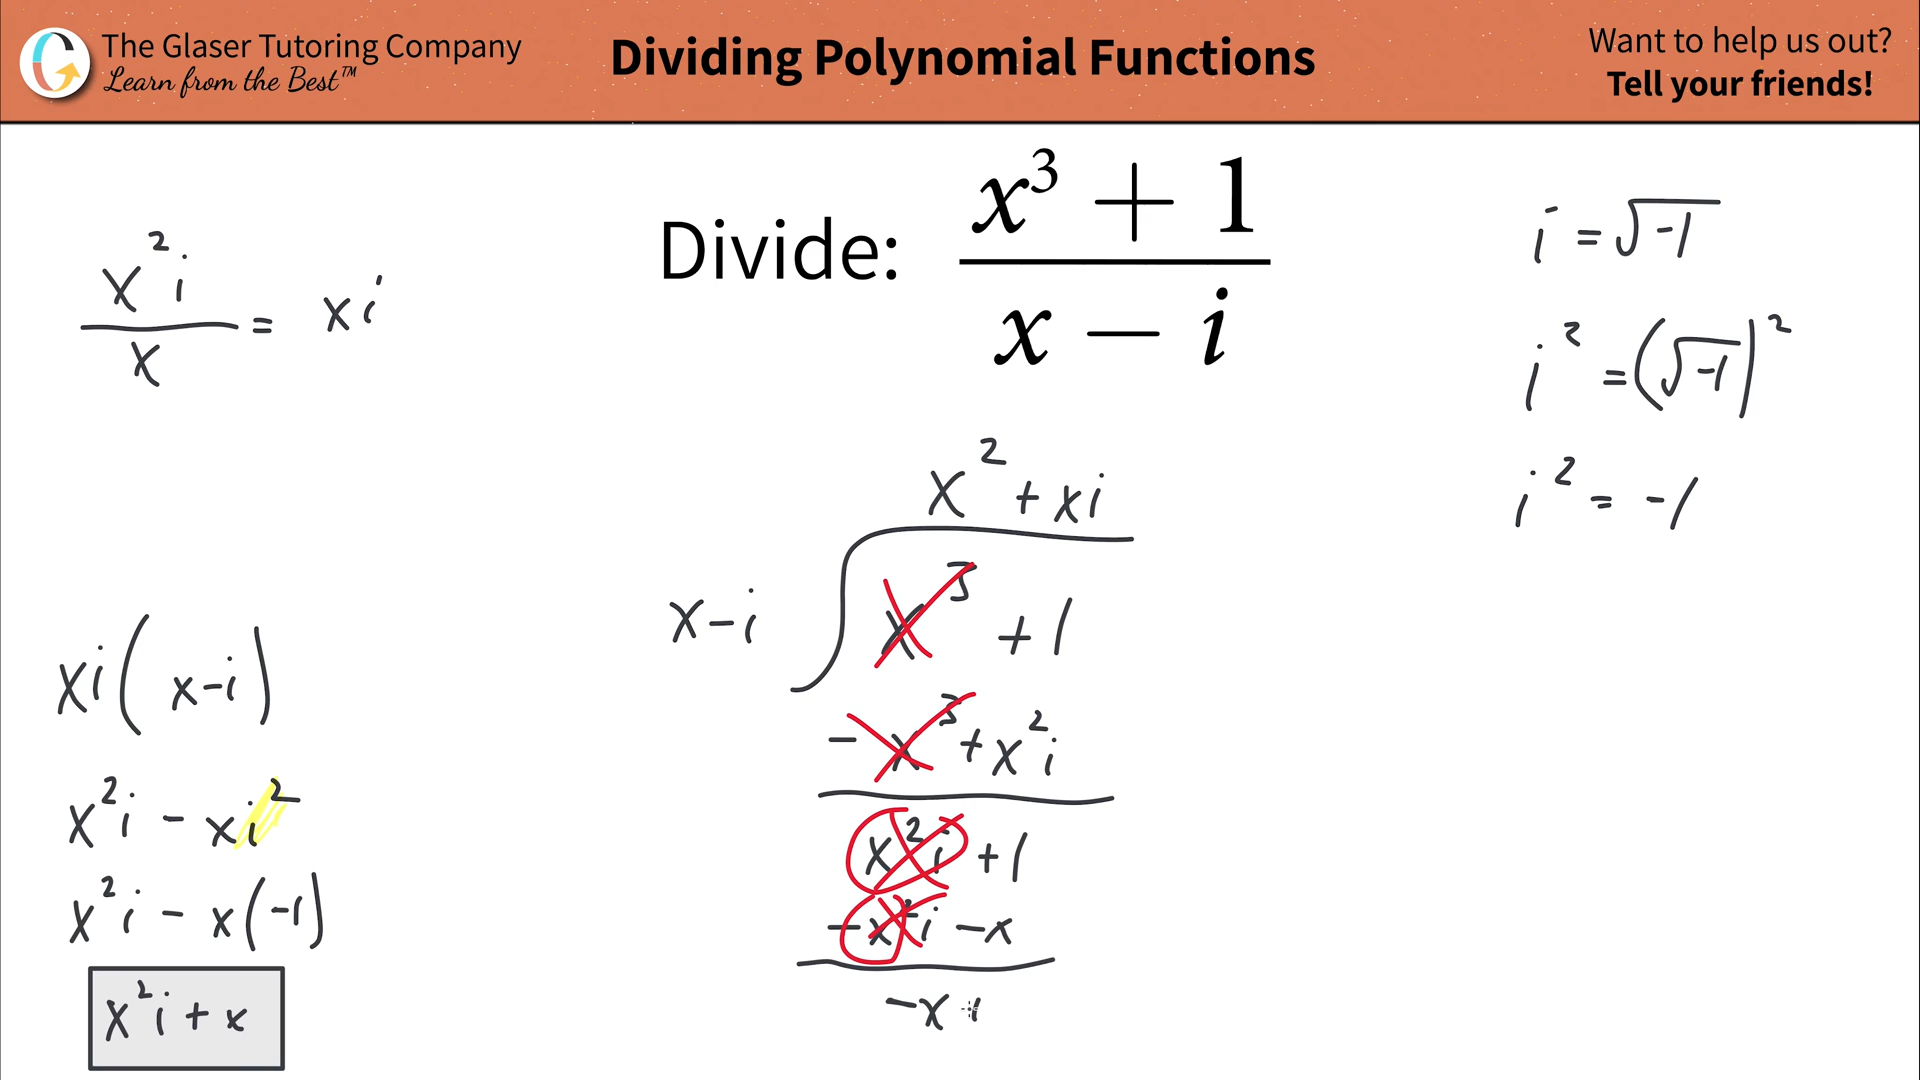 The Glaser Tutoring Company
Learn from the Best™
Dividing Polynomial Functions
Want to help us out?
Tell your friends!
Divide: (x³ + 1)/(x − i)
x²i/x = xi
i = √-1
i² = (√-1)²
i² = -1
x² + xi
x-i
x³ + 1
- x³ + x²i
x²i + 1
- x²i - x
-x +
xi(x-i)
x²i - xi²
x²i - x(-1)
x²i + x